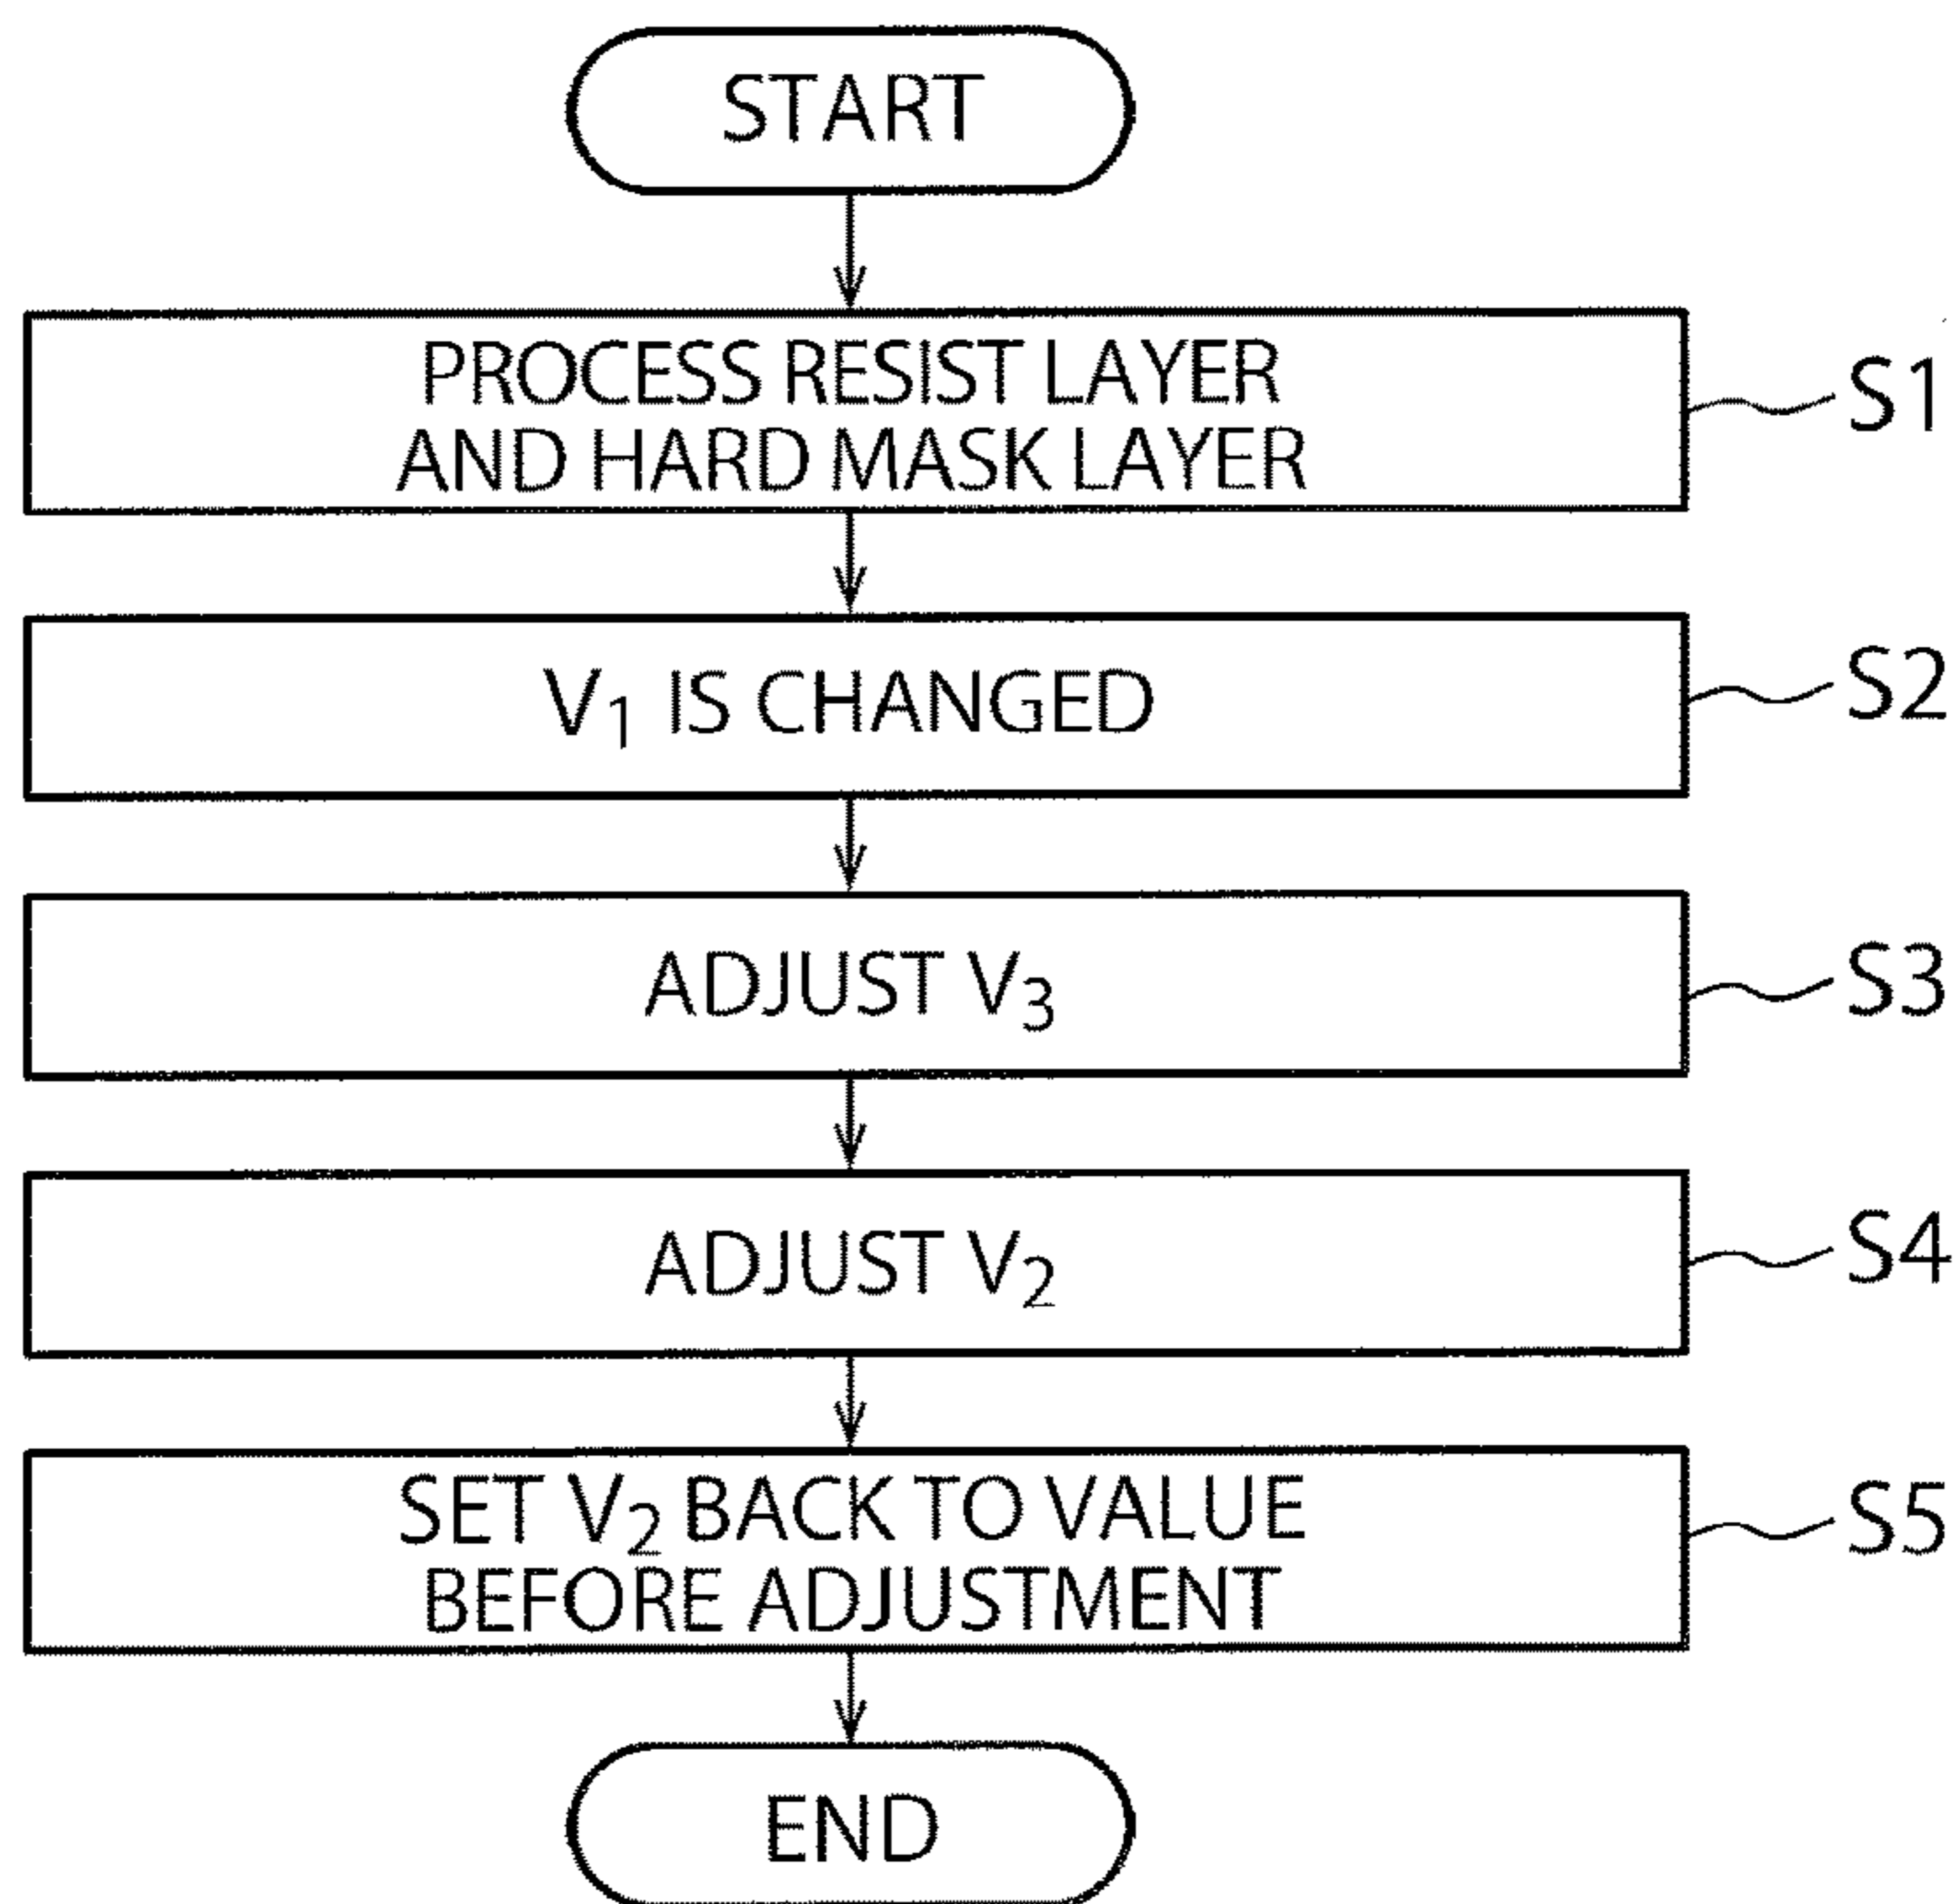 START
PROCESS RESIST LAYER
AND HARD MASK LAYER
S1
V₁ IS CHANGED
S2
ADJUST V₃
S3
ADJUST V₂
S4
SET V₂ BACK TO VALUE
BEFORE ADJUSTMENT
S5
END